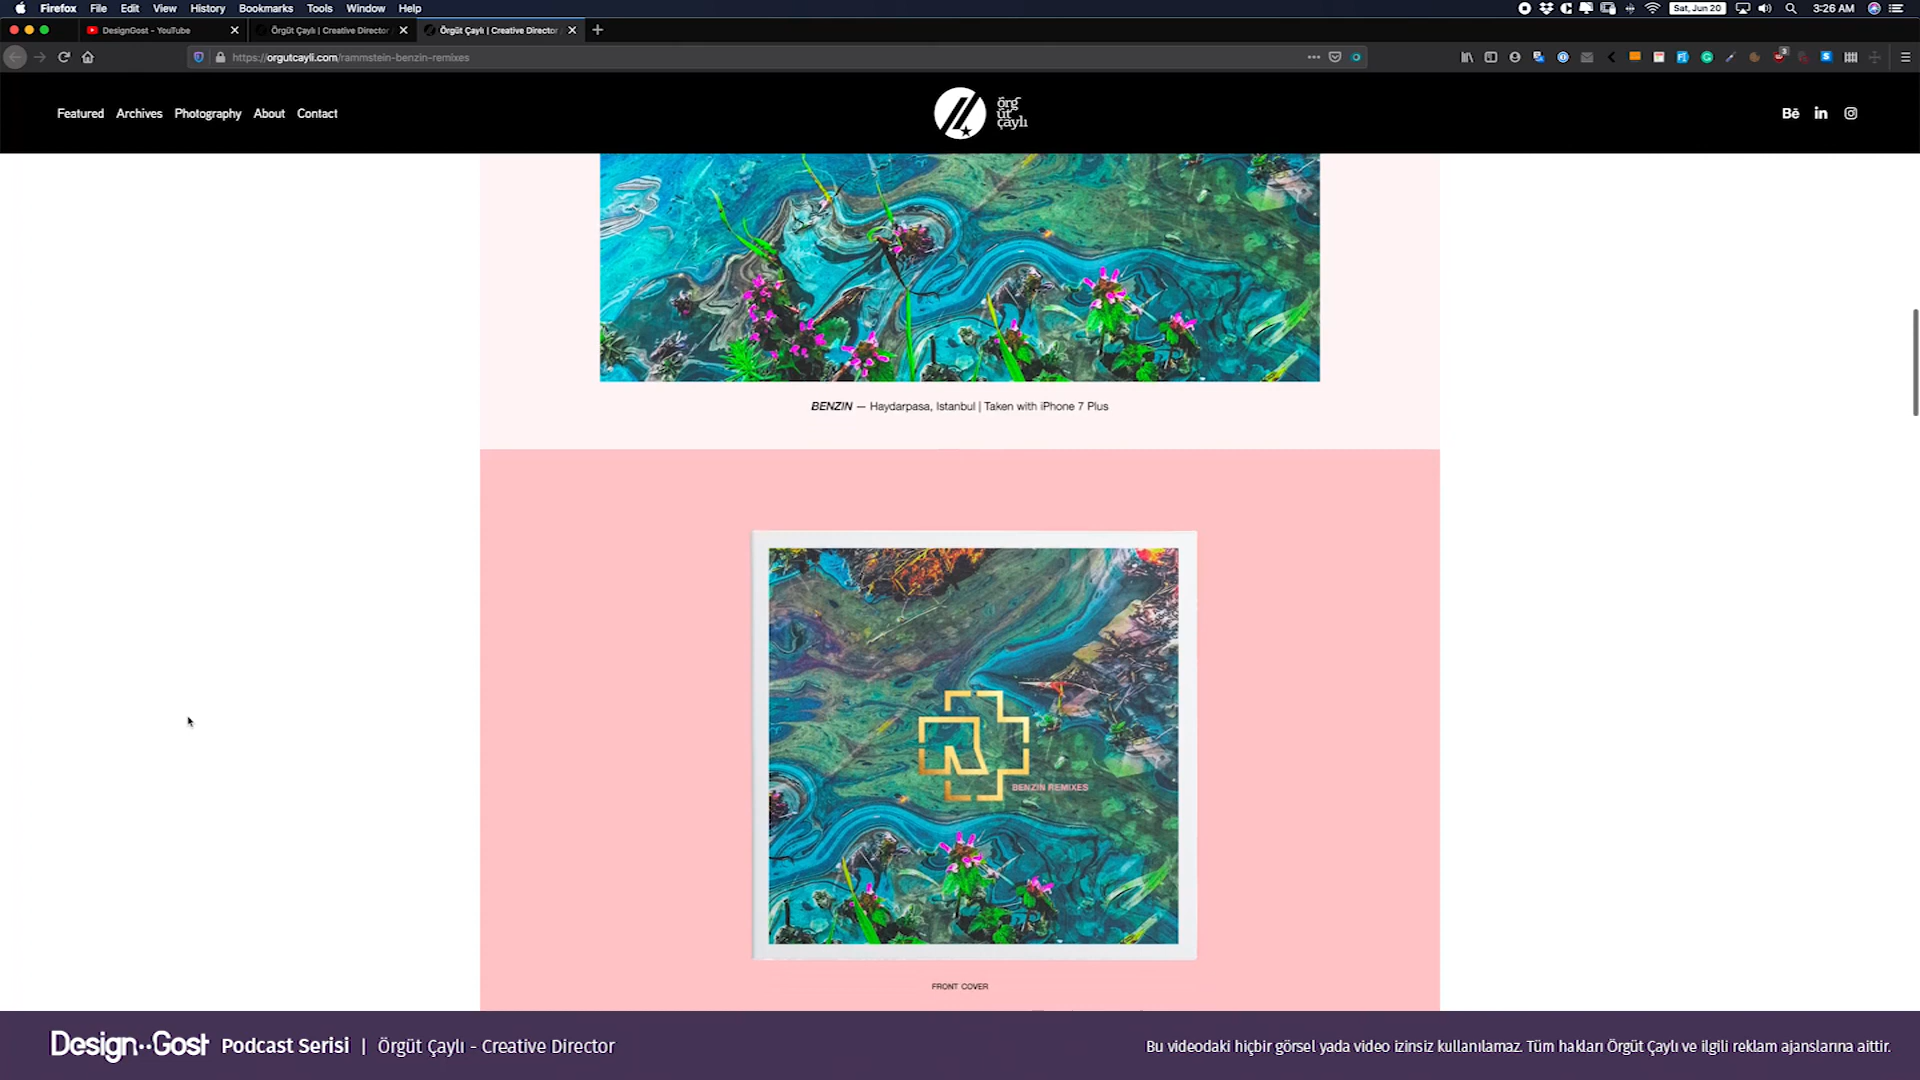 Firefox File Edit View History Bookmarks Tools Window Help
Sat, Jun 20 3:26 AM
DesignGost - YouTube
Örgüt Çaylı | Creative Director
Örgüt Çaylı | Creative Director
https://orgutcayli.com/rammstein-benzin-remixes
3
Featured Archives Photography About Contact
örg
üt
çaylı
Bē in
BENZIN — Haydarpasa, Istanbul | Taken with iPhone 7 Plus
R
BENZIN REMIXES
FRONT COVER
Design··Gost Podcast Serisi | Örgüt Çaylı - Creative Director
Bu videodaki hiçbir görsel yada video izinsiz kullanılamaz. Tüm hakları Örgüt Çaylı ve ilgili reklam ajanslarına aittir.